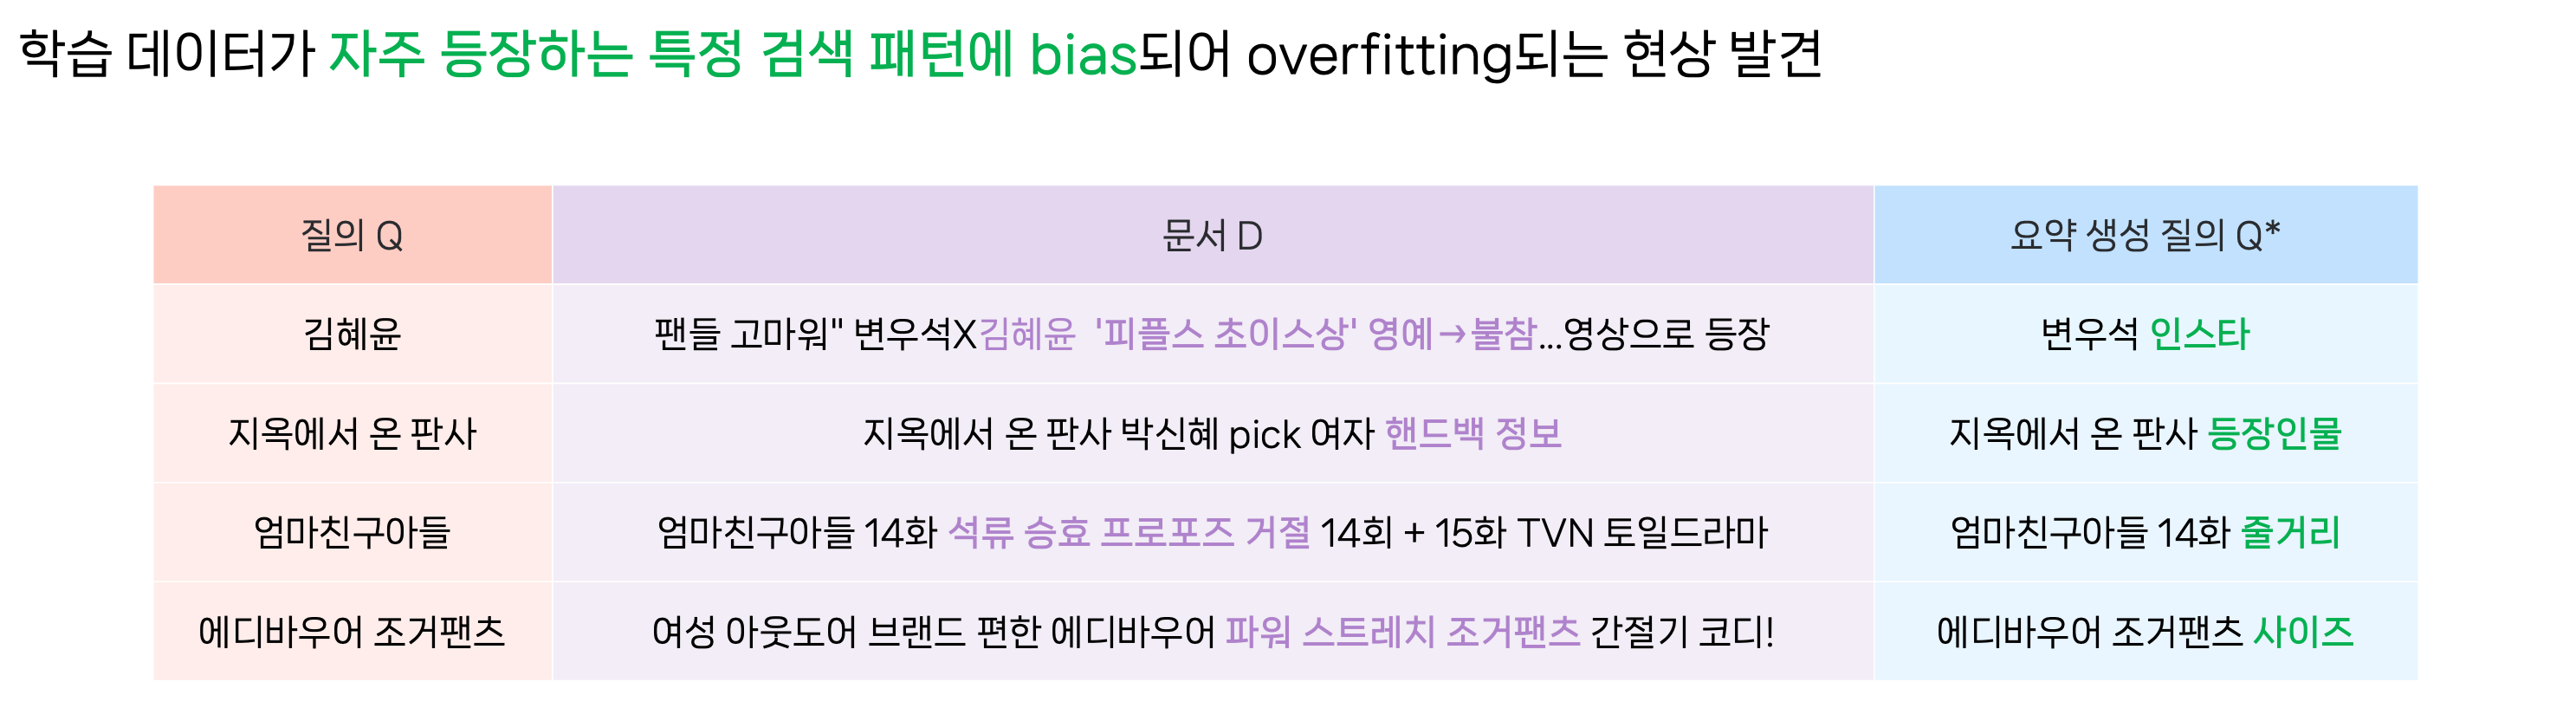 학습 데이터가 자주 등장하는 특정 검색 패턴에 bias되어 overfitting되는 현상 발견
질의 Q 문서 D 요약 생성 질의 Q*
김혜윤 팬들 고마워" 변우석X김혜윤 '피플스 초이스상' 영예→불참...영상으로 등장 변우석 인스타
지옥에서 온 판사 지옥에서 온 판사 박신혜 pick 여자 핸드백 정보 지옥에서 온 판사 등장인물
엄마친구아들 엄마친구아들 14화 석류 승효 프로포즈 거절 14회 + 15화 TVN 토일드라마 엄마친구아들 14화 줄거리
에디바우어 조거팬츠 여성 아웃도어 브랜드 편한 에디바우어 파워 스트레치 조거팬츠 간절기 코디! 에디바우어 조거팬츠 사이즈